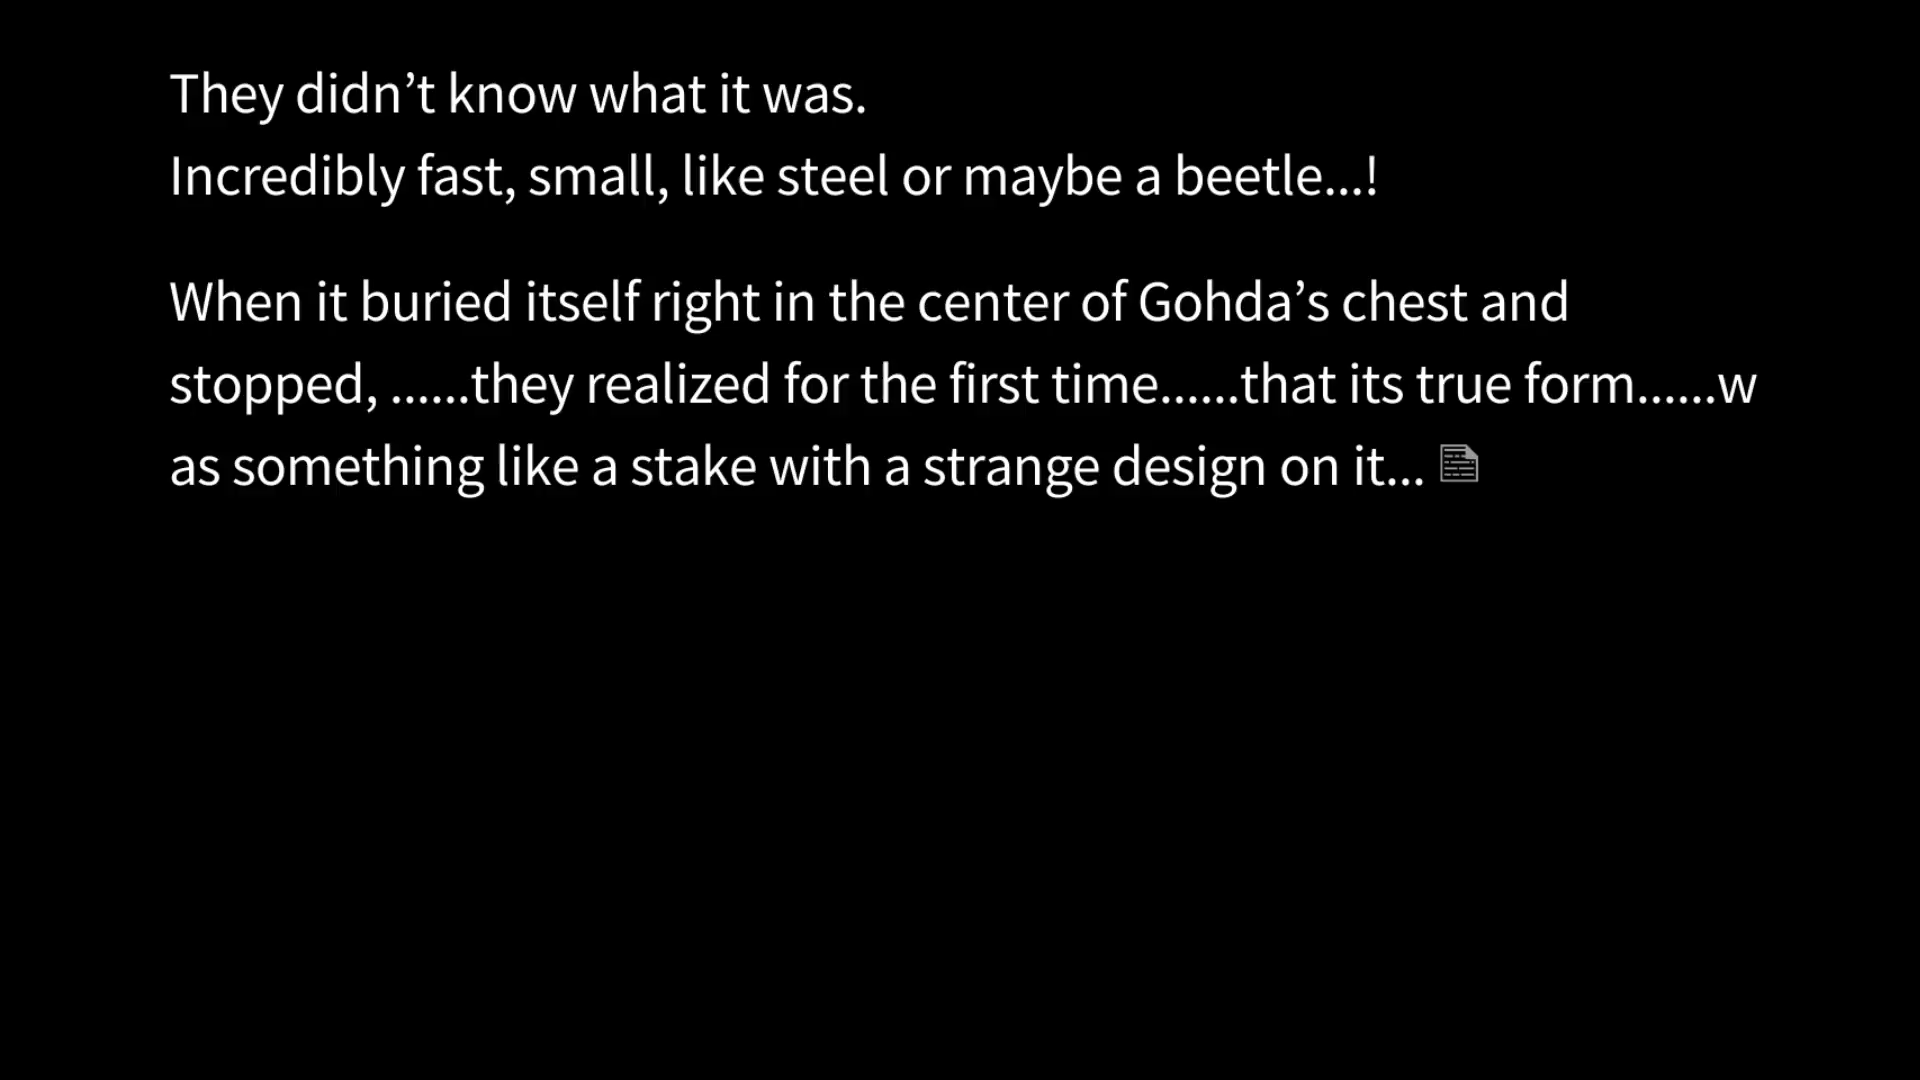 They didn’t know what it was.
Incredibly fast, small, like steel or maybe a beetle...!
When it buried itself right in the center of Gohda’s chest and
stopped, ......they realized for the first time......that its true form......w
as something like a stake with a strange design on it...